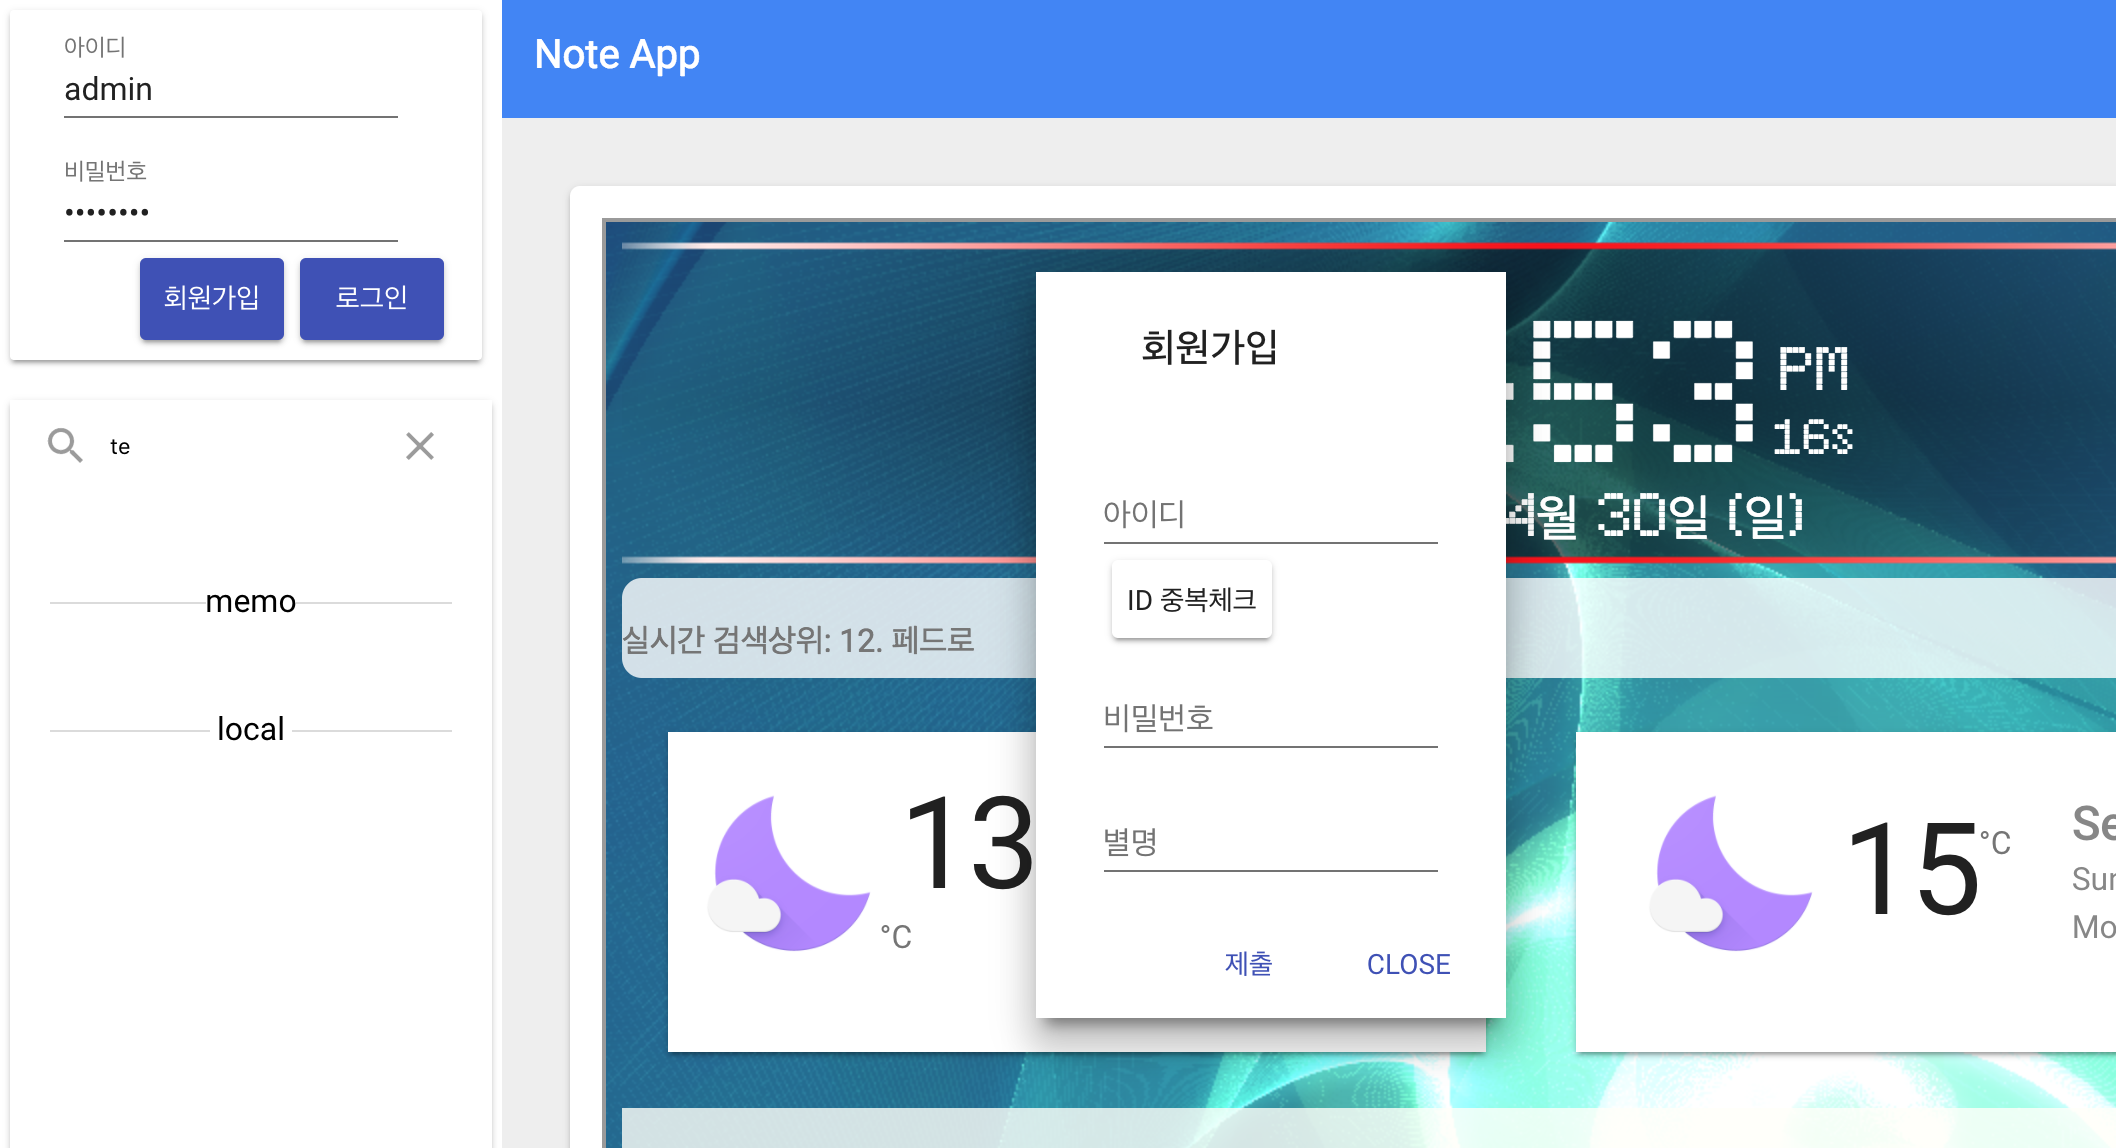 아이디
admin
비밀번호
••••••••
회원가입
로그인
te
memo
local
Note App
53
PM
16s
4월 30일 (일)
실시간 검색상위: 12. 페드로
13
°C
15
°C
회원가입
아이디
ID 중복체크
비밀번호
별명
제출
CLOSE